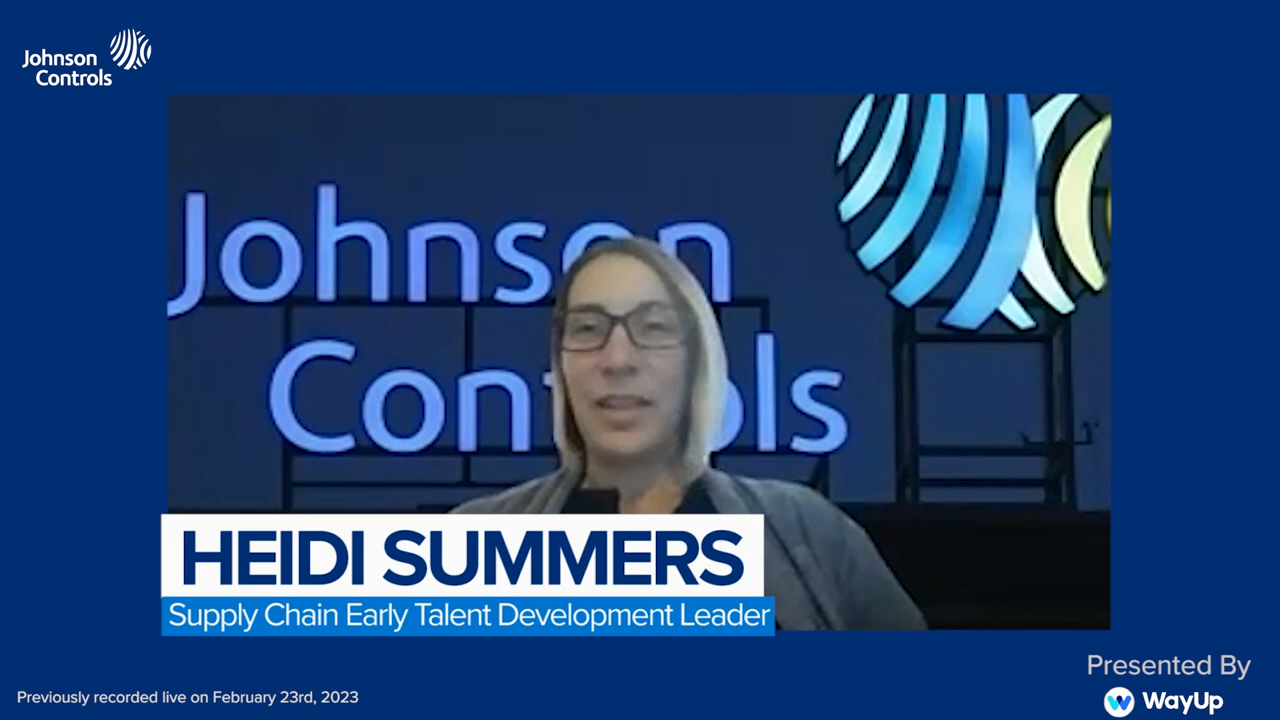 Johnson
Controls
Johnson
Controls
HEIDI SUMMERS
Supply Chain Early Talent Development Leader
Presented By
WayUp
Previously recorded live on February 23rd, 2023